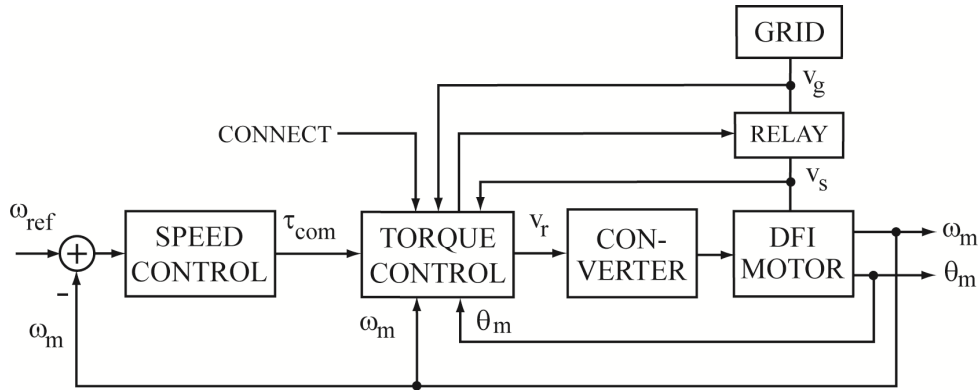 GRID
v_g
CONNECT
RELAY
v_s
ω_ref
SPEED
CONTROL
τ_com
TORQUE
CONTROL
v_r
CON-
VERTER
DFI
MOTOR
ω_m
θ_m
-
ω_m
ω_m
θ_m